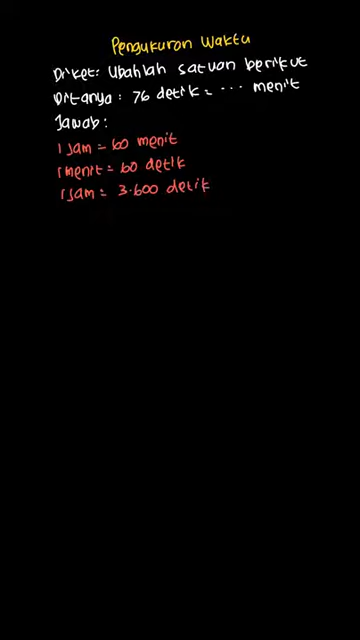 Pengukuran Waktu
Diket: Ubahlah satuan berikut
Ditanya : 76 detik = ... menit
Jawab :
1 Jam = 60 menit
1 menit = 60 detik
1 Jam = 3.600 detik